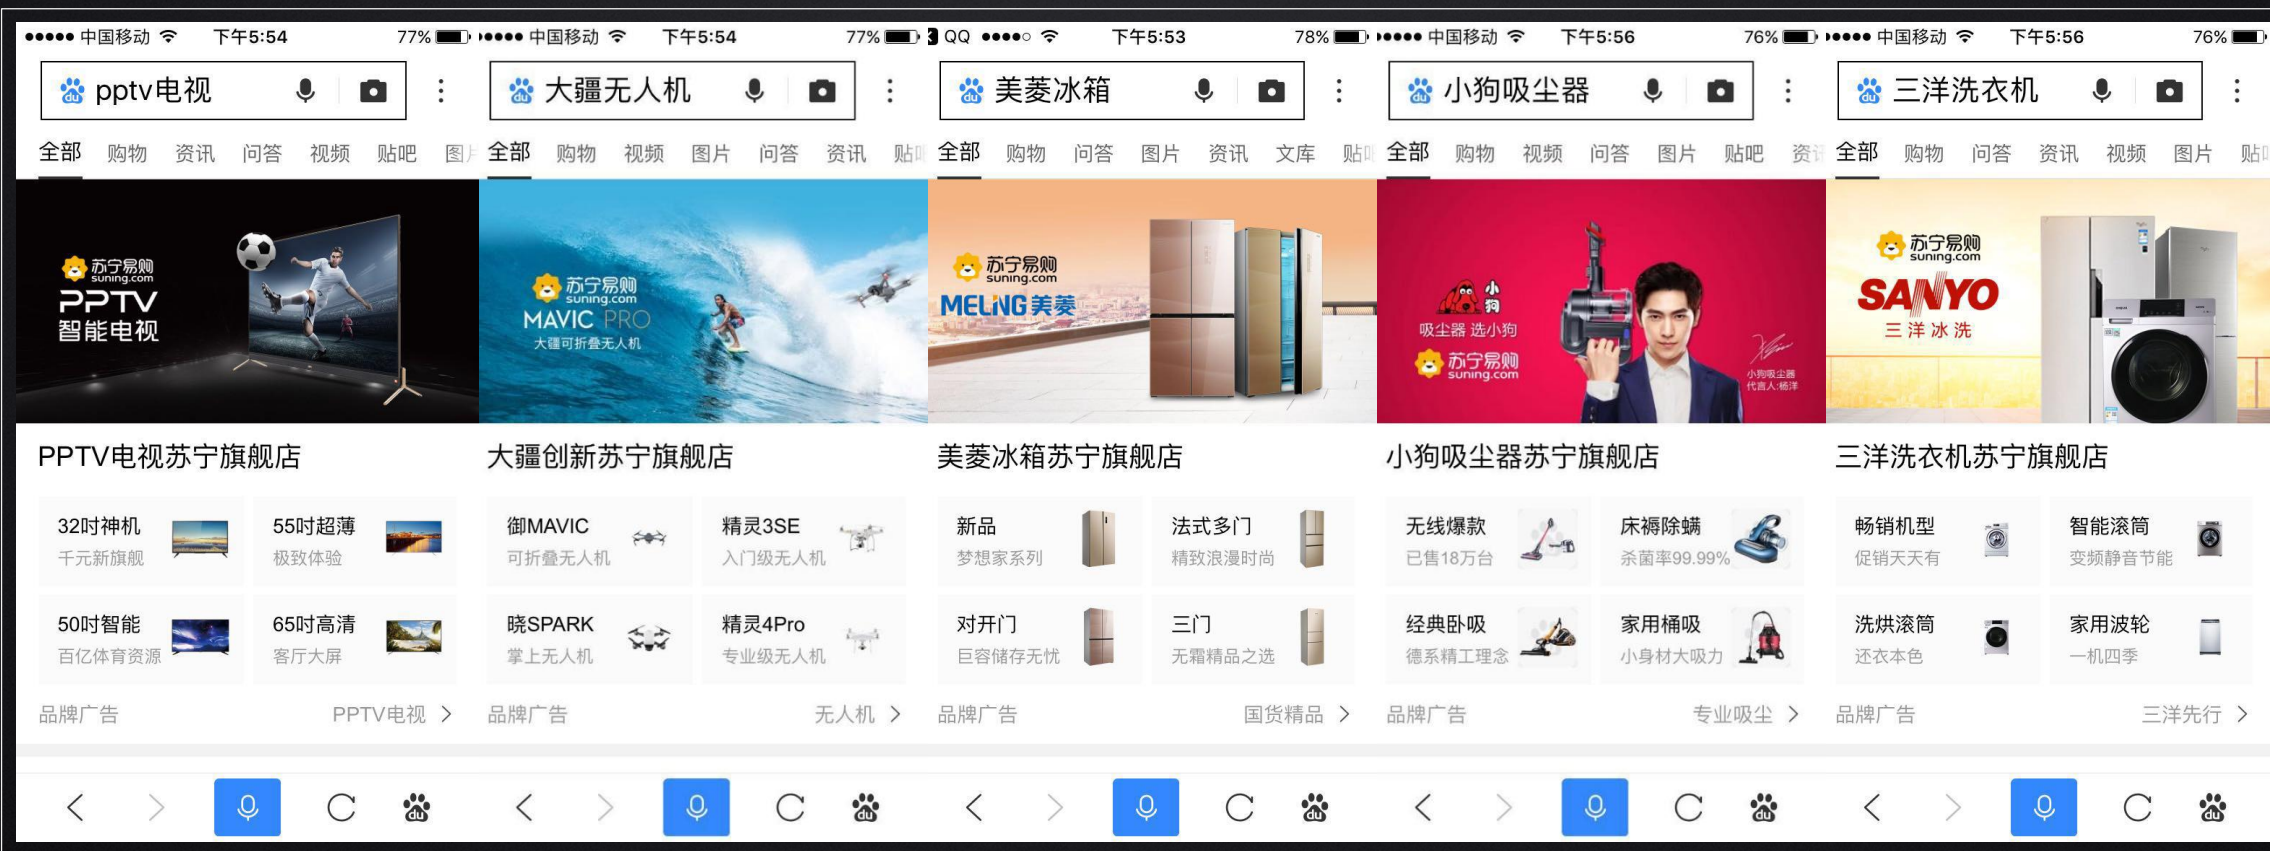 中国移动 下午5:54 77%
pptv电视
全部 购物 资讯 问答 视频 贴吧
苏宁易购
suning.com
PPTV
智能电视
PPTV电视苏宁旗舰店
32吋神机 55吋超薄
千元新旗舰 极致体验
50吋智能 65吋高清
百亿体育资源 客厅大屏
品牌广告 PPTV电视
中国移动 下午5:54 77%
大疆无人机
全部 购物 视频 图片 问答 资讯 贴吧
苏宁易购
suning.com
MAVIC PRO
大疆可折叠无人机
大疆创新苏宁旗舰店
御MAVIC 精灵3SE
可折叠无人机 入门级无人机
晓SPARK 精灵4Pro
掌上无人机 专业级无人机
品牌广告 无人机
QQ 下午5:53 78%
美菱冰箱
全部 购物 问答 图片 资讯 文库 贴吧
苏宁易购
suning.com
MELING美菱
美菱冰箱苏宁旗舰店
新品 法式多门
梦想家系列 精致浪漫时尚
对开门 三门
巨容储存无忧 无霜精品之选
品牌广告 国货精品
中国移动 下午5:56 76%
小狗吸尘器
全部 购物 视频 问答 图片 贴吧 资讯
小狗
吸尘器 选小狗
苏宁易购
suning.com
小狗吸尘器
代言人:杨洋
小狗吸尘器苏宁旗舰店
无线爆款 床褥除螨
已售18万台 杀菌率99.99%
经典卧吸 家用桶吸
德系精工理念 小身材大吸力
品牌广告 专业吸尘
中国移动 下午5:56 76%
三洋洗衣机
全部 购物 问答 资讯 视频 图片 贴
苏宁易购
suning.com
SANYO
三洋冰洗
三洋洗衣机苏宁旗舰店
畅销机型 智能滚筒
促销天天有 变频静音节能
洗烘滚筒 家用波轮
还衣本色 一机四季
品牌广告 三洋先行